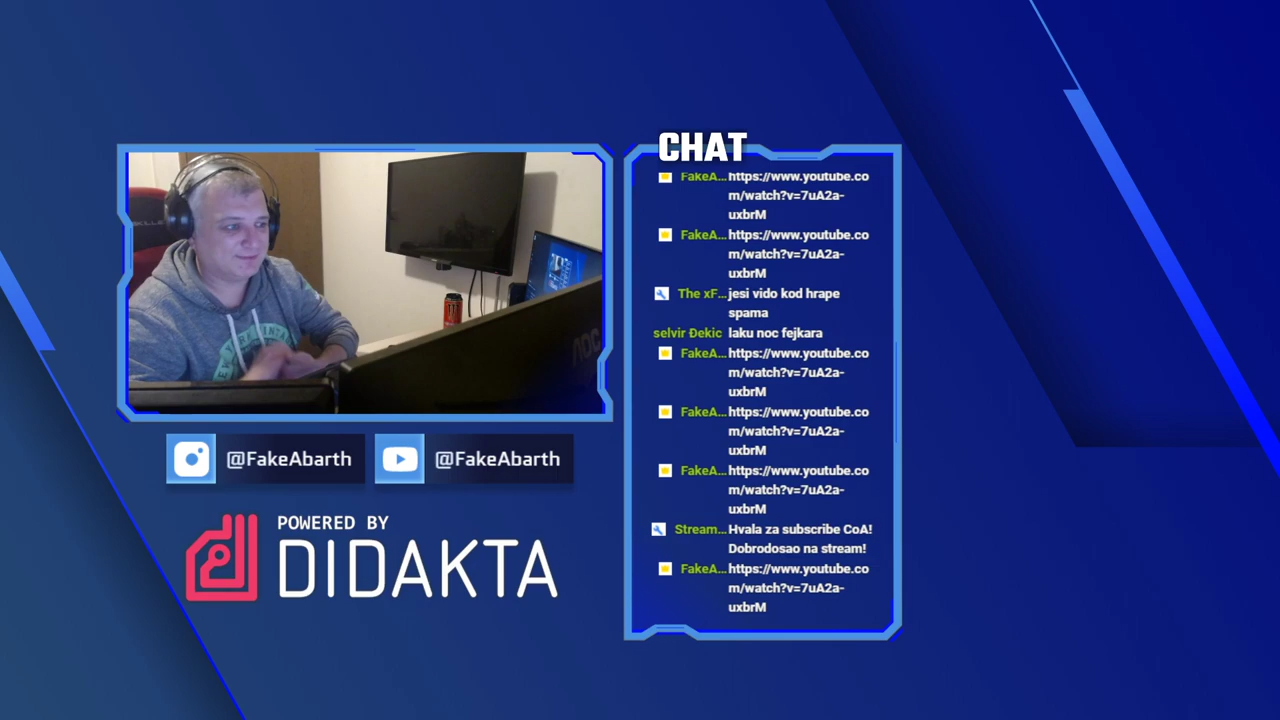 CHAT
FakeA... https://www.youtube.co
m/watch?v=7uA2a-
uxbrM
FakeA... https://www.youtube.co
m/watch?v=7uA2a-
uxbrM
The xF... jesi vido kod hrape
spama
selvir Đekic laku noc fejkara
FakeA... https://www.youtube.co
m/watch?v=7uA2a-
uxbrM
FakeA... https://www.youtube.co
m/watch?v=7uA2a-
uxbrM
FakeA... https://www.youtube.co
m/watch?v=7uA2a-
uxbrM
Stream... Hvala za subscribe CoA!
Dobrodosao na stream!
FakeA... https://www.youtube.co
m/watch?v=7uA2a-
uxbrM
AOC
@FakeAbarth
@FakeAbarth
POWERED BY
DIDAKTA